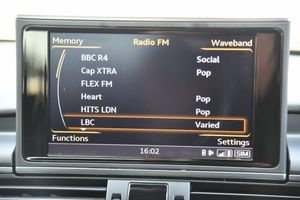 Memory Radio FM Waveband
BBC R4 Social
Cap XTRA Pop
FLEX FM
Heart Pop
HITS LDN Pop
LBC Varied
Functions 16:02 Settings
SIM